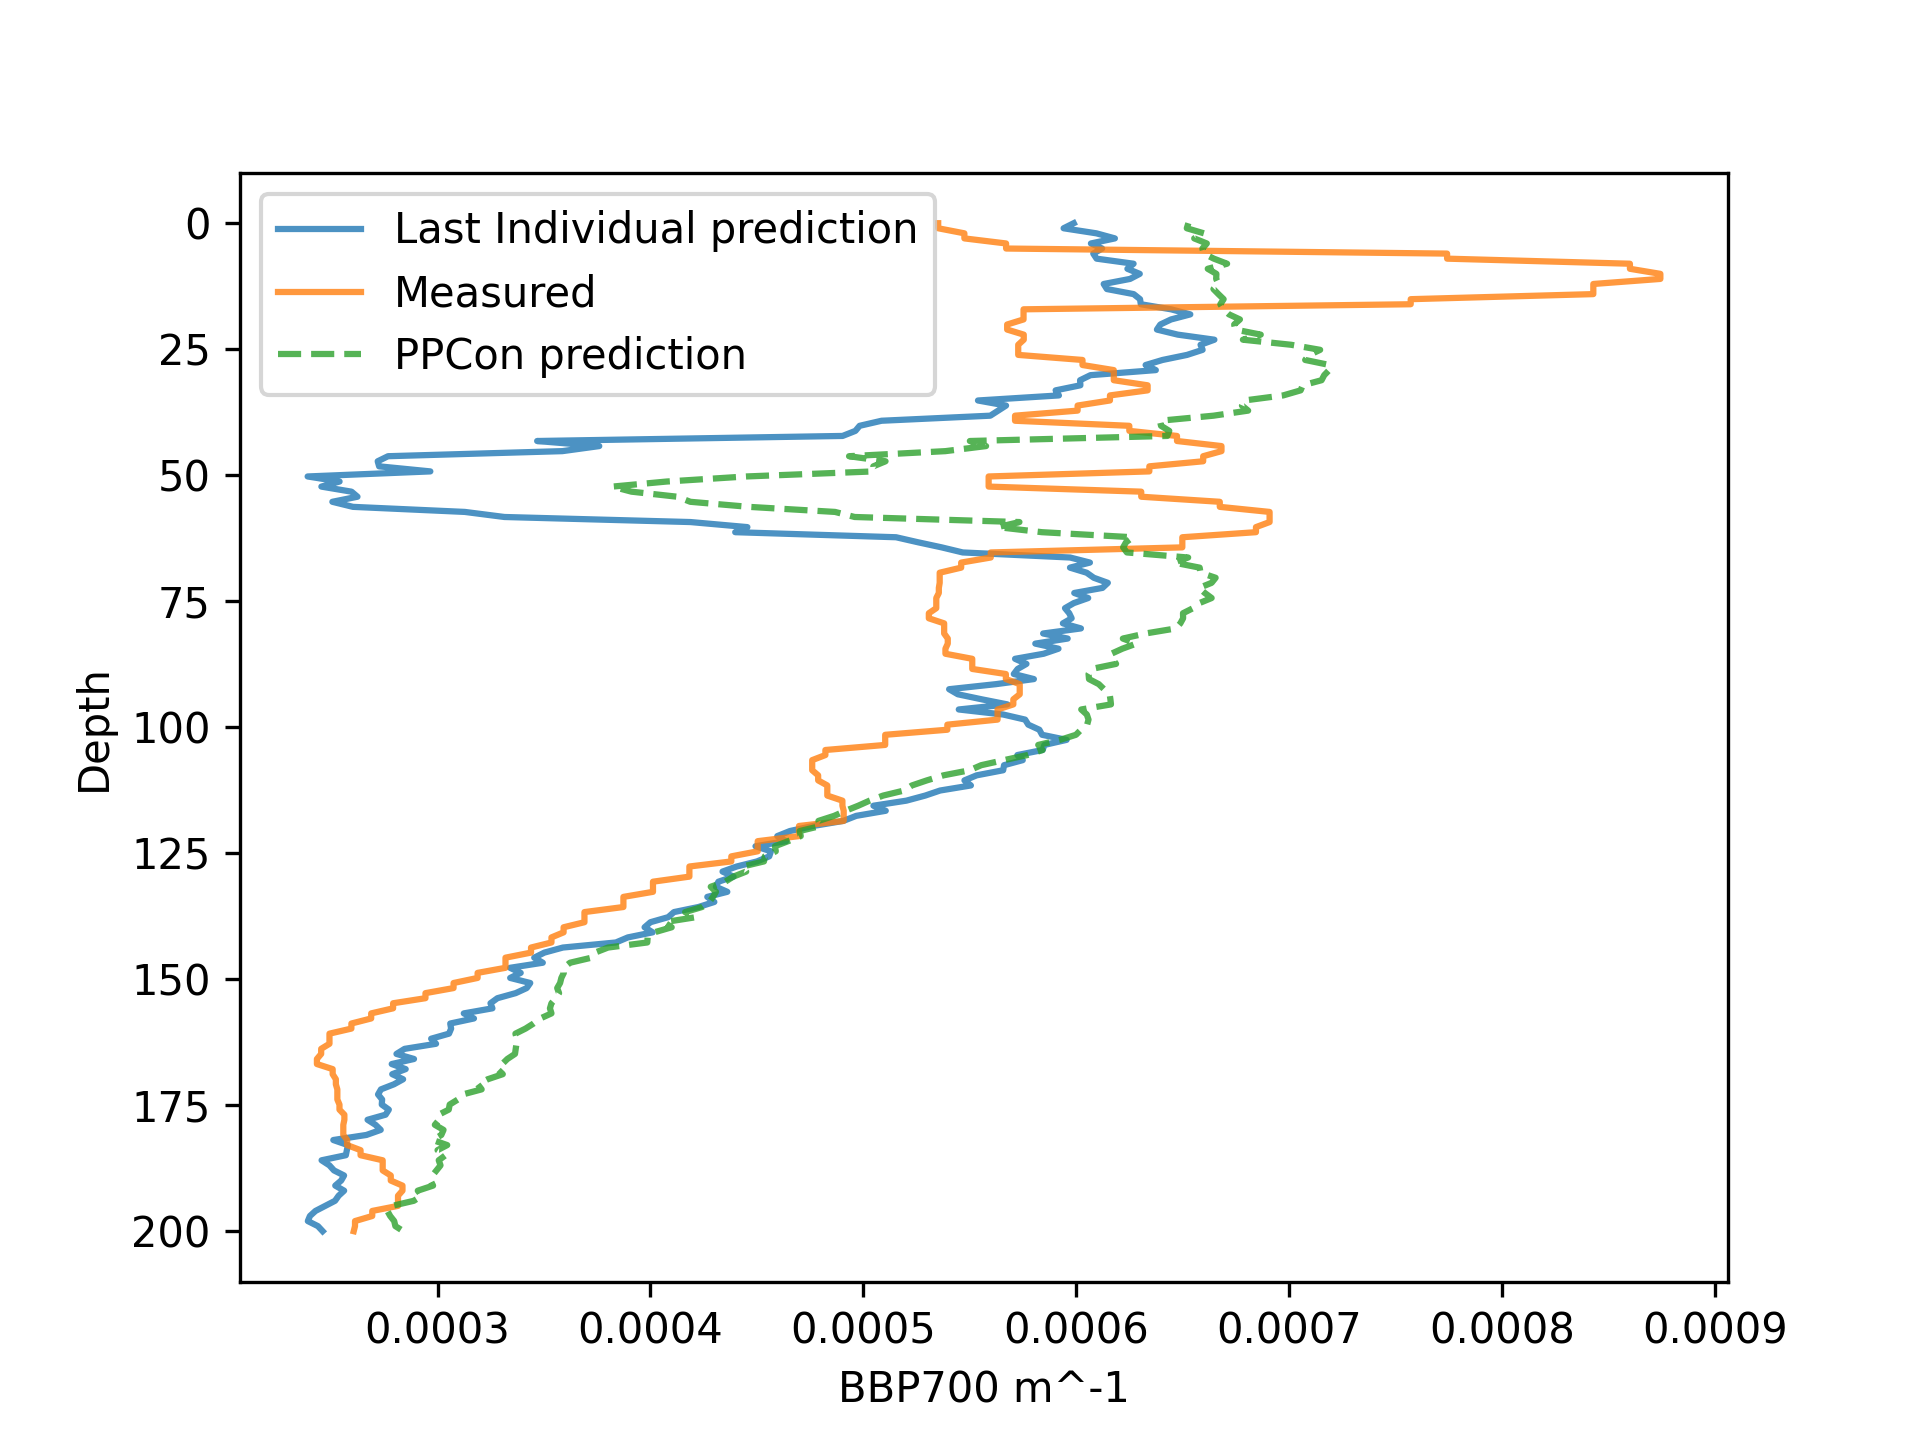 Last Individual prediction
Measured
PPCon prediction
0
25
50
75
100
125
150
175
200
Depth
0.0003 0.0004 0.0005 0.0006 0.0007 0.0008 0.0009
BBP700 m^-1